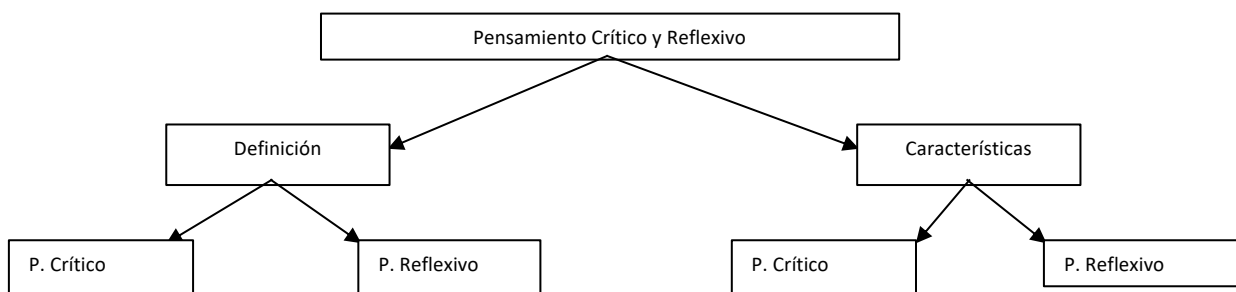 Pensamiento Crítico y Reflexivo
Definición
Características
P. Crítico
P. Reflexivo
P. Crítico
P. Reflexivo